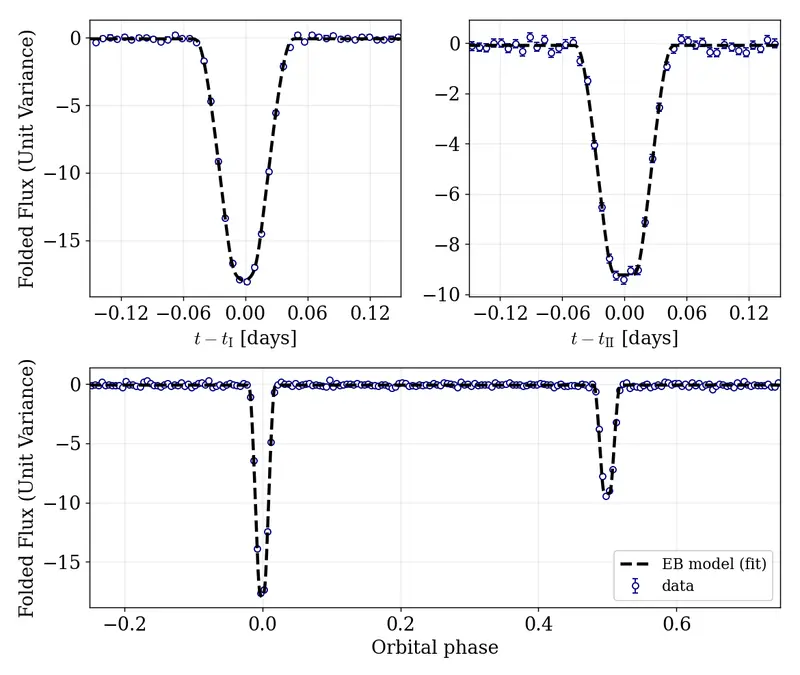 Folded Flux (Unit Variance)
0
−5
−10
−15
−0.12 −0.06 0.00 0.06 0.12
t − t_I [days]
0
−2
−4
−6
−8
−10
−0.12 −0.06 0.00 0.06 0.12
t − t_II [days]
Folded Flux (Unit Variance)
0
−5
−10
−15
EB model (fit)
data
−0.2 0.0 0.2 0.4 0.6
Orbital phase